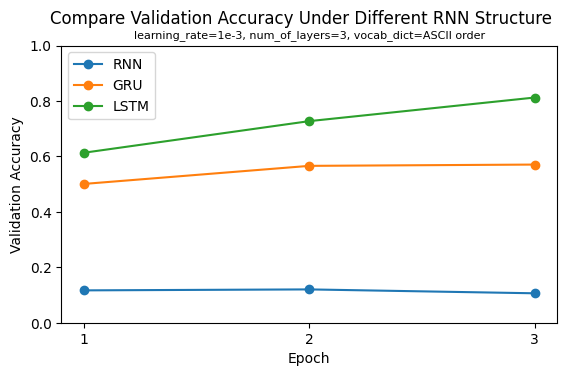 Compare Validation Accuracy Under Different RNN Structure
learning_rate=1e-3, num_of_layers=3, vocab_dict=ASCII order
RNN
GRU
LSTM
Validation Accuracy
1.0
0.8
0.6
0.4
0.2
0.0
1 2 3
Epoch